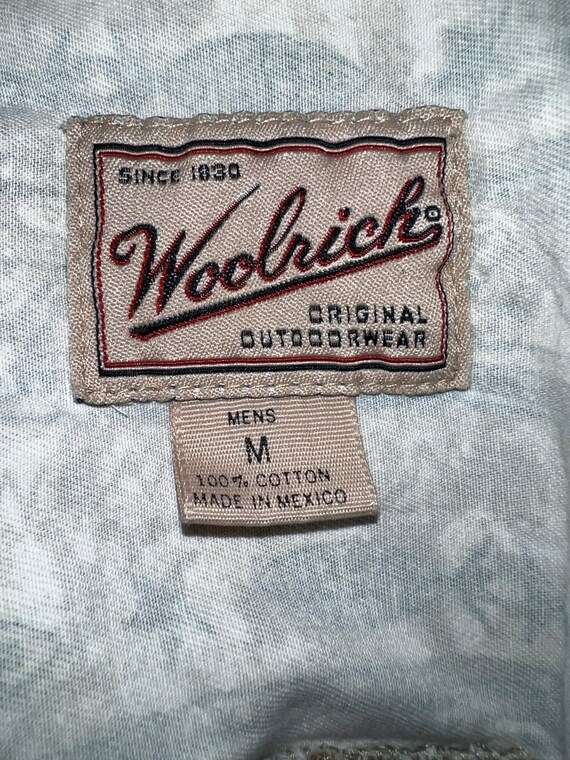 SINCE 1830
Woolrich®
ORIGINAL
OUTDOORWEAR
MENS
M
100% COTTON
MADE IN MEXICO